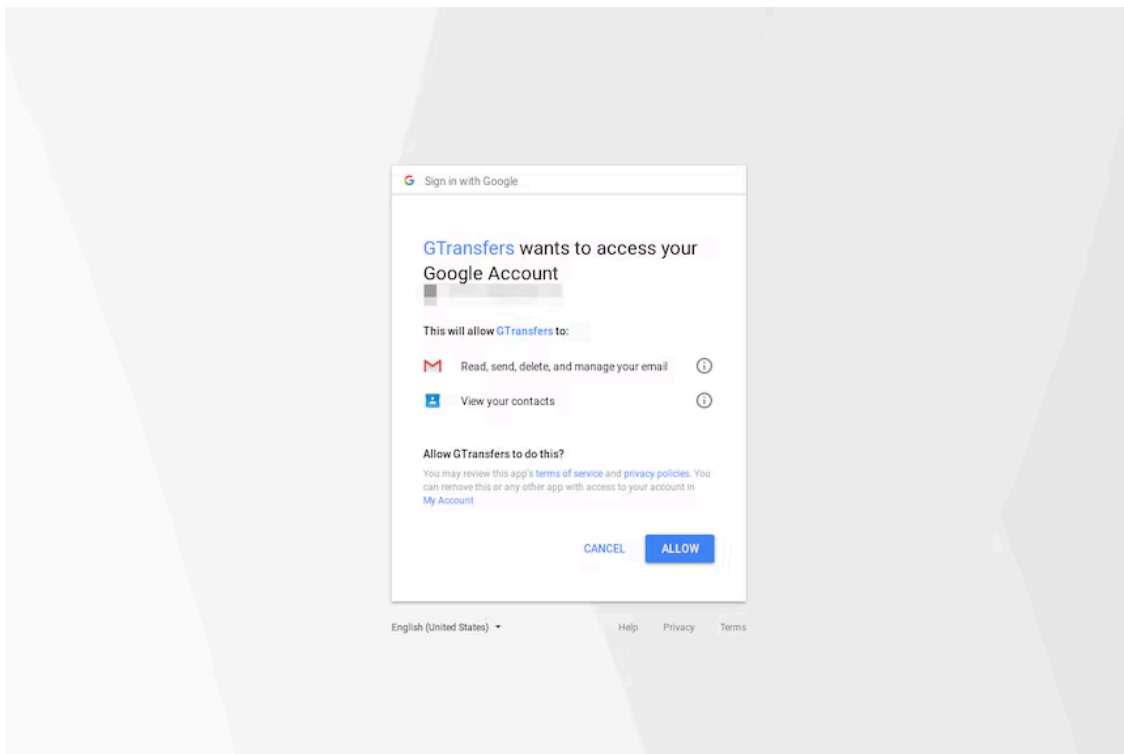 Sign in with Google
GTransfers wants to access your
Google Account
This will allow GTransfers to:
Read, send, delete, and manage your email
View your contacts
Allow GTransfers to do this?
You may review this app's terms of service and privacy policies. You
can remove this or any other app with access to your account in
My Account
CANCEL ALLOW
English (United States) Help Privacy Terms